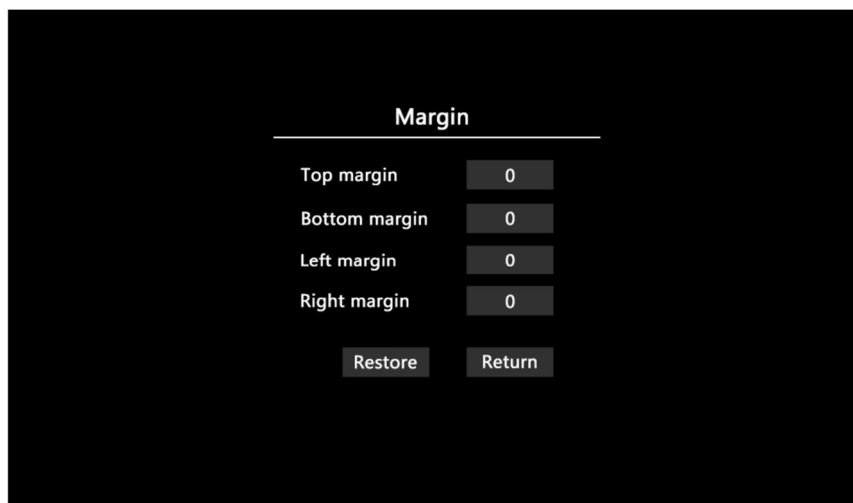 Margin
Top margin 0
Bottom margin 0
Left margin 0
Right margin 0
Restore Return